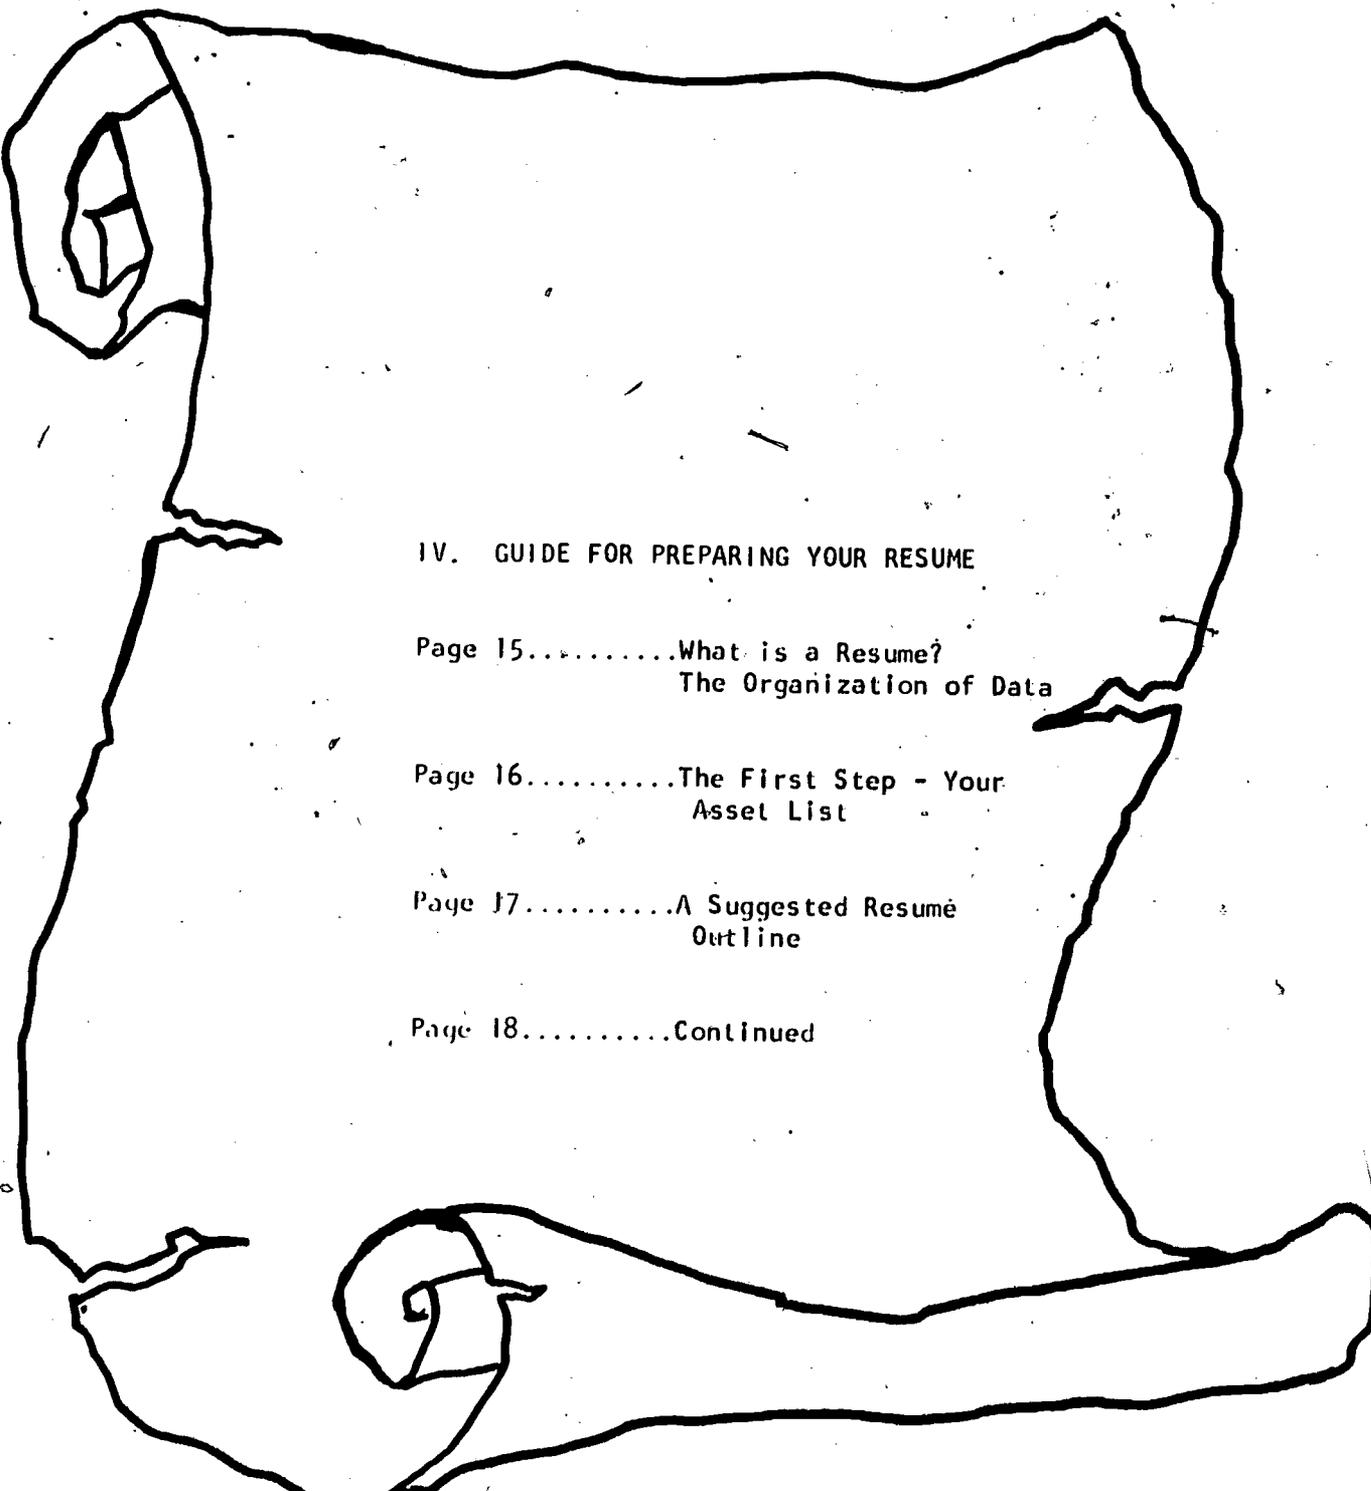 IV. GUIDE FOR PREPARING YOUR RESUME
Page 15..........What is a Resume?
The Organization of Data
Page 16..........The First Step - Your
Asset List
Page 17..........A Suggested Resume
Outline
Page 18..........Continued